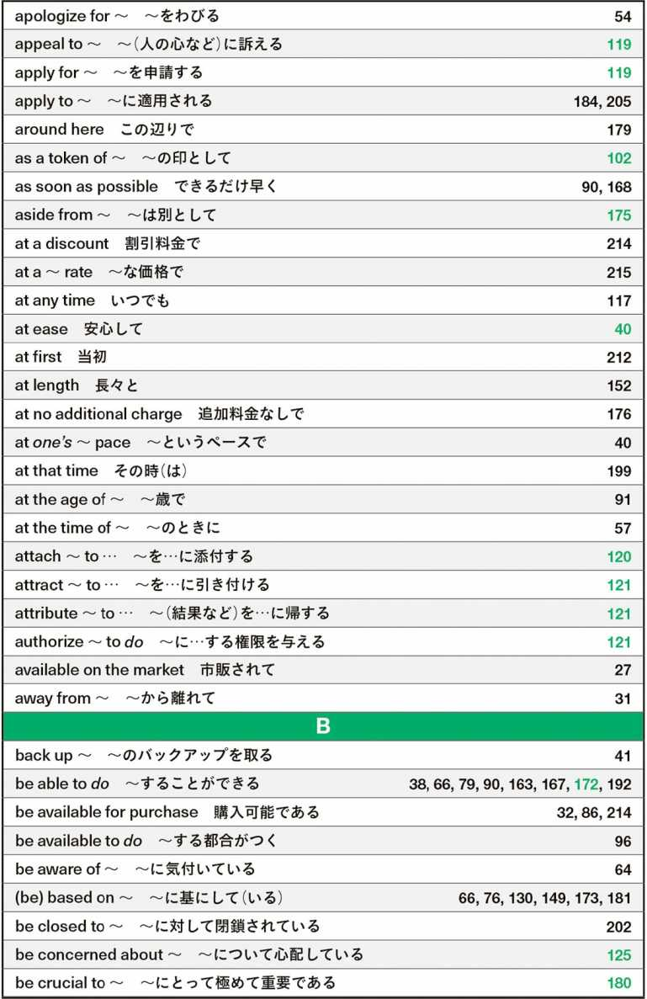 apologize for ～　～をわびる 54
appeal to ～　～（人の心など）に訴える 119
apply for ～　～を申請する 119
apply to ～　～に適用される 184, 205
around here　この辺りで 179
as a token of ～　～の印として 102
as soon as possible　できるだけ早く 90, 168
aside from ～　～は別として 175
at a discount　割引料金で 214
at a ～ rate　～な価格で 215
at any time　いつでも 117
at ease　安心して 40
at first　当初 212
at length　長々と 152
at no additional charge　追加料金なしで 176
at one's ～ pace　～というペースで 40
at that time　その時（は） 199
at the age of ～　～歳で 91
at the time of ～　～のときに 57
attach ～ to …　～を…に添付する 120
attract ～ to …　～を…に引き付ける 121
attribute ～ to …　～（結果など）を…に帰する 121
authorize ～ to do　～に…する権限を与える 121
available on the market　市販されて 27
away from ～　～から離れて 31
B
back up ～　～のバックアップを取る 41
be able to do　～することができる 38, 66, 79, 90, 163, 167, 172, 192
be available for purchase　購入可能である 32, 86, 214
be available to do　～する都合がつく 96
be aware of ～　～に気付いている 64
(be) based on ～　～に基にして（いる） 66, 76, 130, 149, 173, 181
be closed to ～　～に対して閉鎖されている 202
be concerned about ～　～について心配している 125
be crucial to ～　～にとって極めて重要である 180